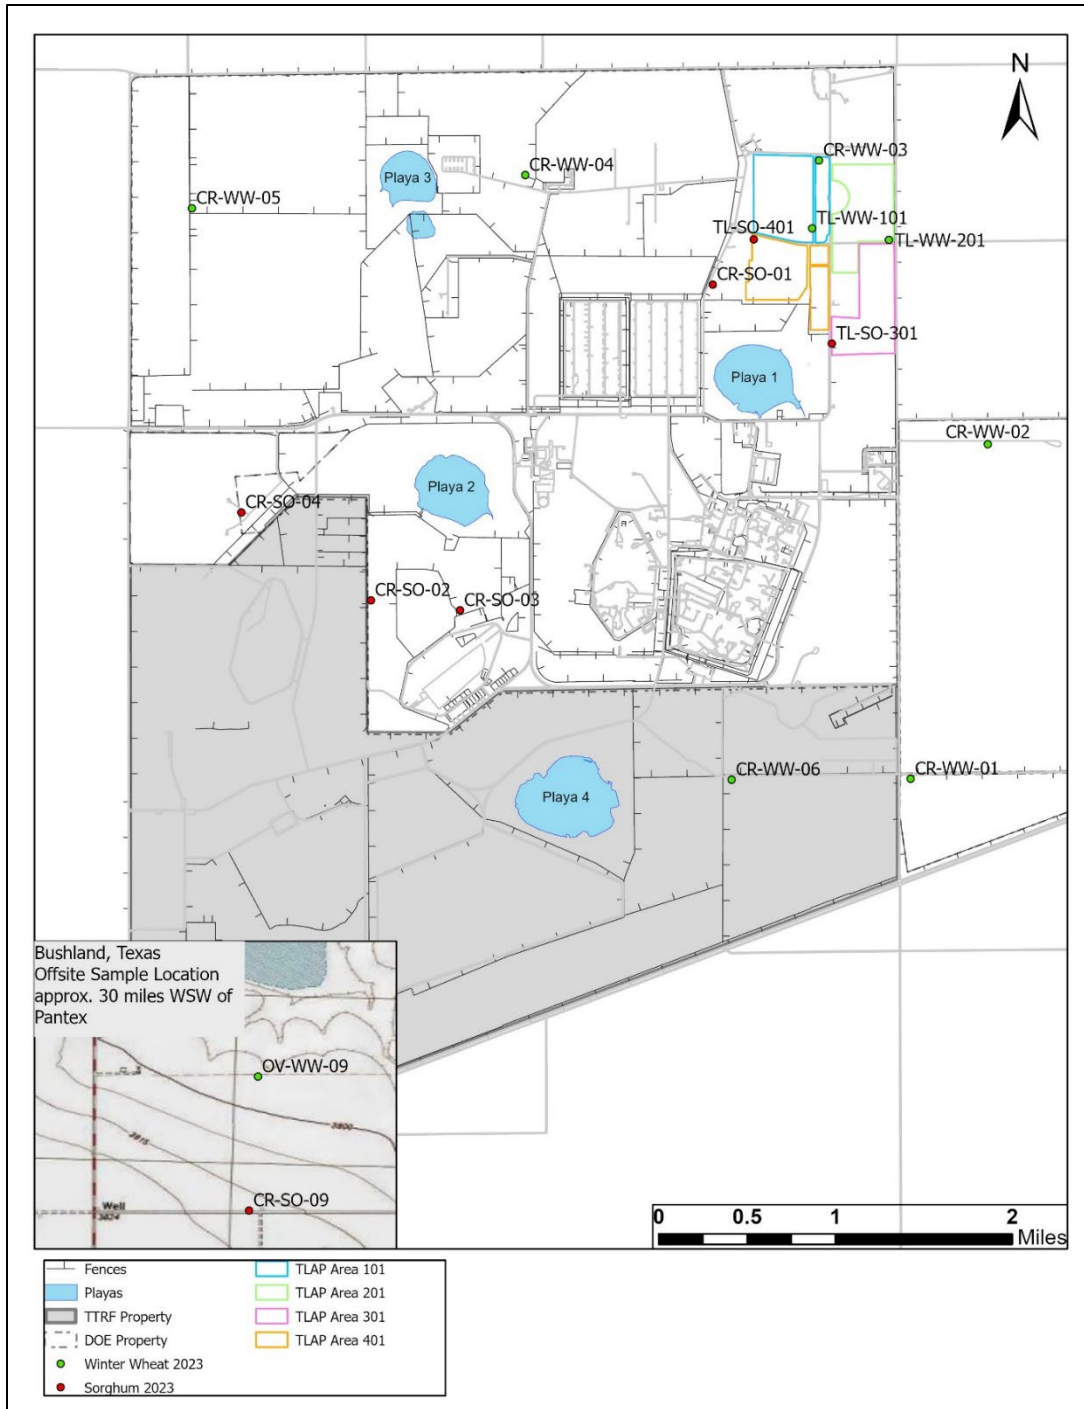 N
CR-WW-03
CR-WW-04
Playa 3
CR-WW-05
TL-WW-101
TL-SO-401
TL-WW-201
CR-SO-01
TL-SO-301
Playa 1
CR-WW-02
Playa 2
CR-SO-04
CR-SO-02
CR-SO-03
CR-WW-06
CR-WW-01
Playa 4
Bushland, Texas
Offsite Sample Location
approx. 30 miles WSW of
Pantex
OV-WW-09
3800
3815
CR-SO-09
Well
3824
0 0.5 1 2
Miles
Fences
Playas
TTRF Property
DOE Property
Winter Wheat 2023
Sorghum 2023
TLAP Area 101
TLAP Area 201
TLAP Area 301
TLAP Area 401